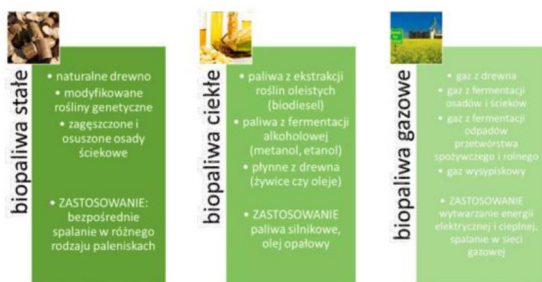 biopaliwa stałe
• naturalne drewno
• modyfikowane
rośliny genetyczne
• zagęszczone i
osuszone osady
ściekowe
• ZASTOSOWANIE:
bezpośrednie
spalanie w różnego
rodzaju paleniskach
biopaliwa ciekłe
• paliwa z ekstrakcji
roślin oleistych
(biodiesel)
• paliwa z fermentacji
alkoholowej
(metanol, etanol)
• płynne z drewna
(żywice czy oleje)
• ZASTOSOWANIE
paliwa silnikowe,
olej opałowy
biopaliwa gazowe
• gaz z drewna
• gaz z fermentacji
osadów i ścieków
• gaz z fermentacji
odpadów
przetwórstwa
spożywczego i rolnego
• gaz wysypiskowy
• ZASTOSOWANIE
wytwarzanie energii
elektrycznej i cieplnej,
spalanie w sieci
gazowej